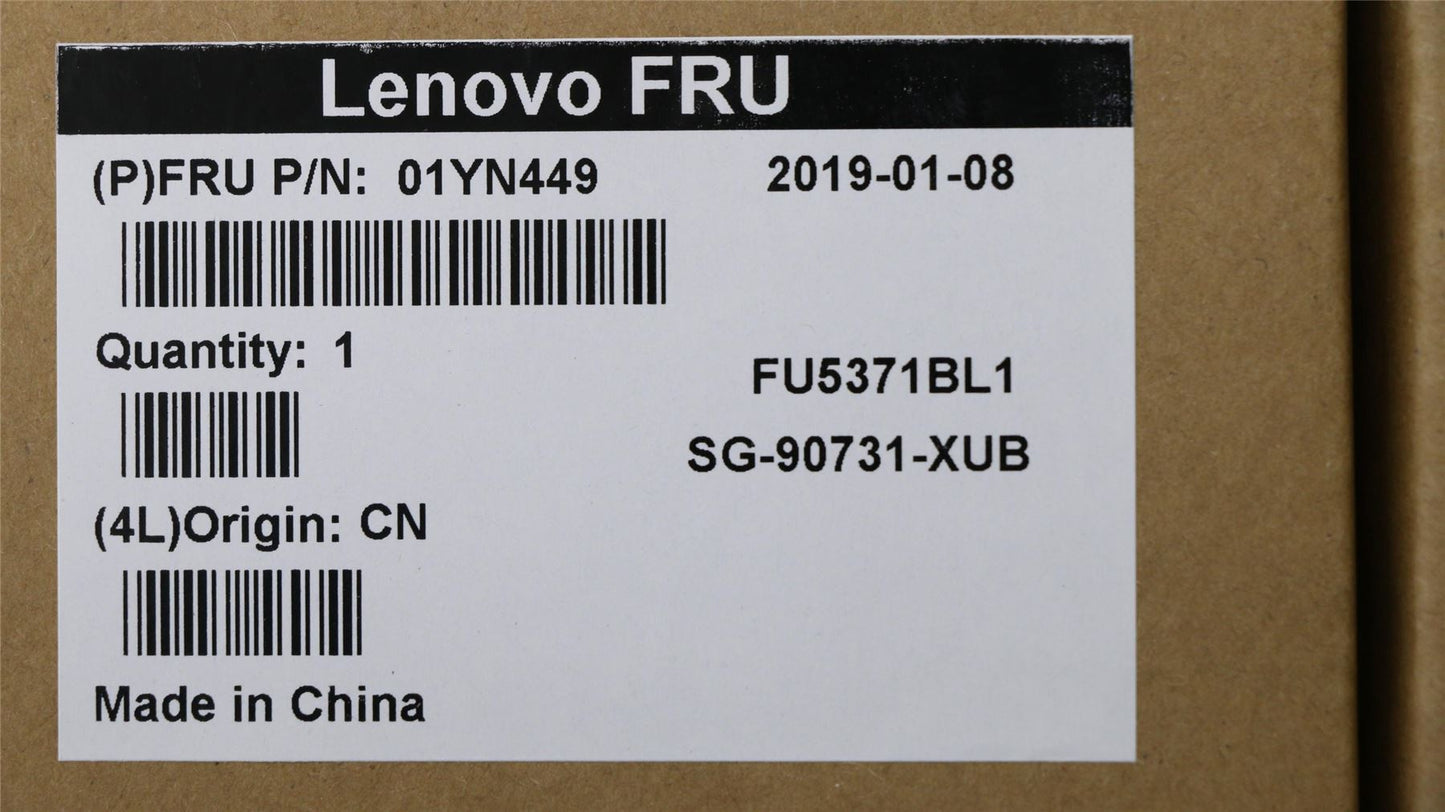 Lenovo FRU
(P)FRU P/N: 01YN449 2019-01-08
Quantity: 1
FU5371BL1
SG-90731-XUB
(4L)Origin: CN
Made in China